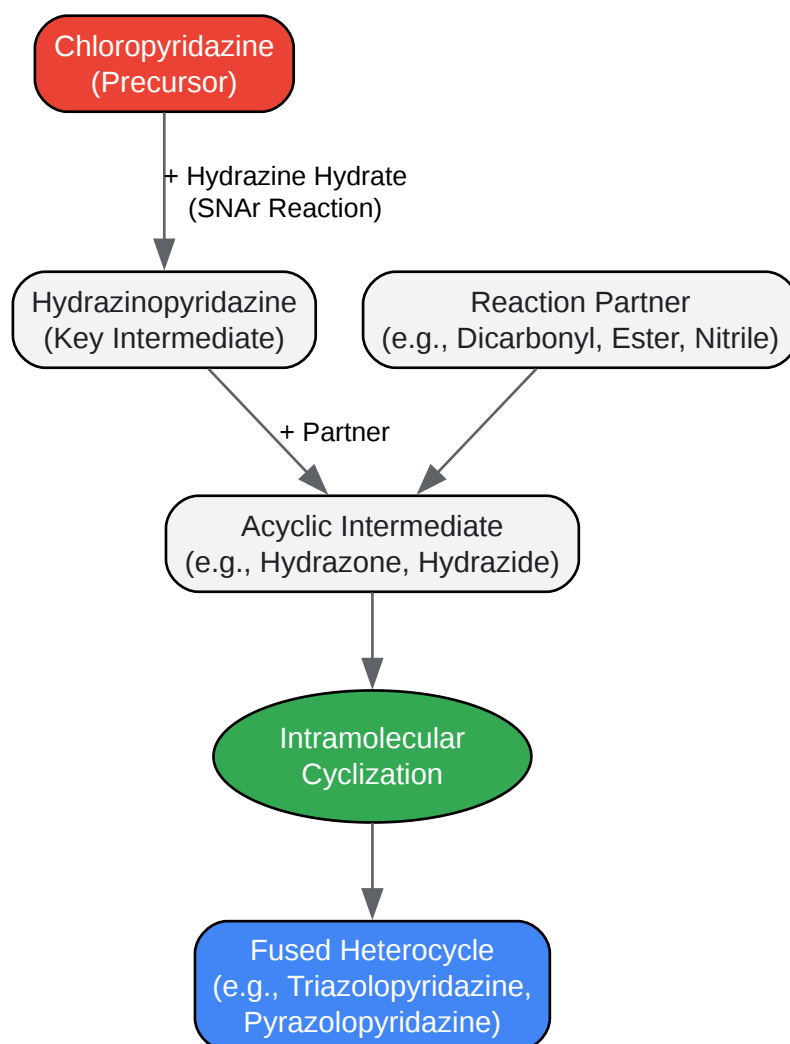 Chloropyridazine
(Precursor)
+ Hydrazine Hydrate
(SNAr Reaction)
Hydrazinopyridazine
(Key Intermediate)
Reaction Partner
(e.g., Dicarbonyl, Ester, Nitrile)
+ Partner
Acyclic Intermediate
(e.g., Hydrazone, Hydrazide)
Intramolecular
Cyclization
Fused Heterocycle
(e.g., Triazolopyridazine,
Pyrazolopyridazine)